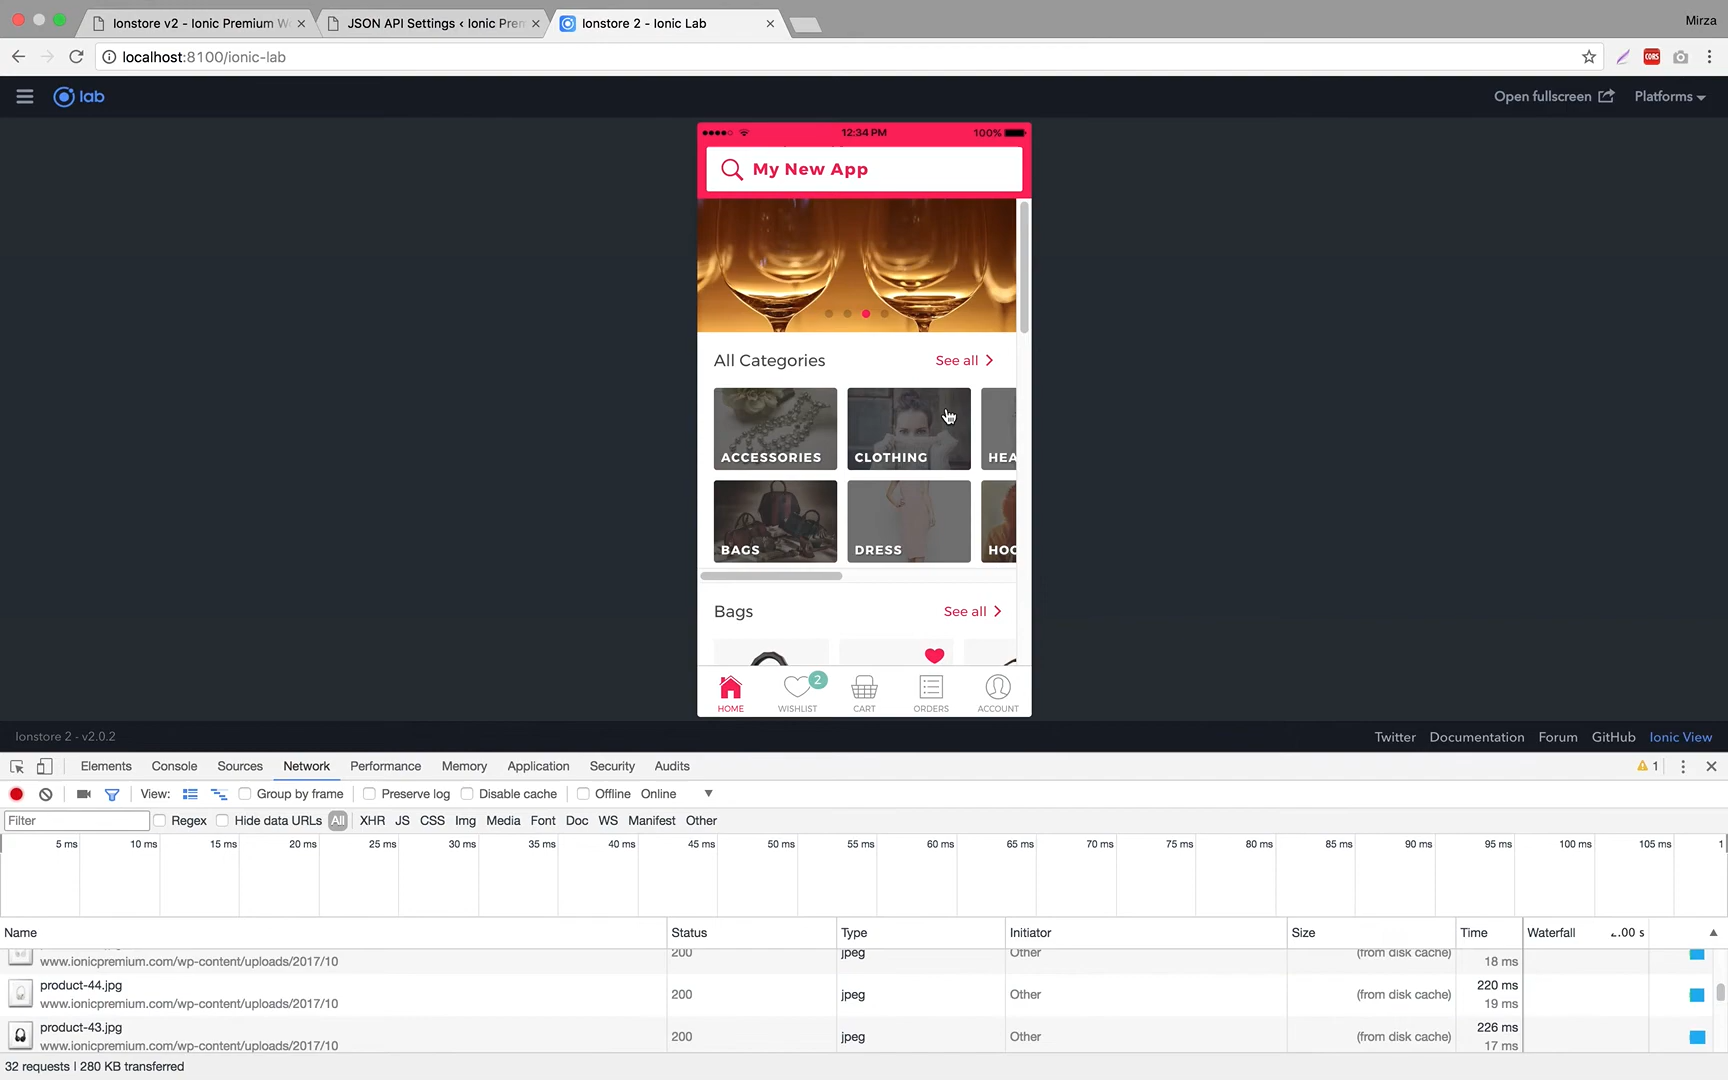 Ionstore v2 - Ionic Premium W
JSON API Settings ‹ Ionic Pren
Ionstore 2 - Ionic Lab
Mirza
localhost:8100/ionic-lab
CORS
lab
Open fullscreen
Platforms
12:34 PM
100%
My New App
All Categories
See all
ACCESSORIES
CLOTHING
HEA
BAGS
DRESS
HOO
Bags
See all
2
HOME
WISHLIST
CART
ORDERS
ACCOUNT
Ionstore 2 - v2.0.2
Twitter
Documentation
Forum
GitHub
Ionic View
Elements
Console
Sources
Network
Performance
Memory
Application
Security
Audits
1
View:
Group by frame
Preserve log
Disable cache
Offline
Online
Filter
Regex
Hide data URLs
All
XHR
JS
CSS
Img
Media
Font
Doc
WS
Manifest
Other
5 ms
10 ms
15 ms
20 ms
25 ms
30 ms
35 ms
40 ms
45 ms
50 ms
55 ms
60 ms
65 ms
70 ms
75 ms
80 ms
85 ms
90 ms
95 ms
100 ms
105 ms
1
Name
Status
Type
Initiator
Size
Time
Waterfall
.00 s
www.ionicpremium.com/wp-content/uploads/2017/10
200
jpeg
Other
(from disk cache)
18 ms
product-44.jpg
www.ionicpremium.com/wp-content/uploads/2017/10
200
jpeg
Other
(from disk cache)
220 ms
19 ms
product-43.jpg
www.ionicpremium.com/wp-content/uploads/2017/10
200
jpeg
Other
(from disk cache)
226 ms
17 ms
32 requests | 280 KB transferred